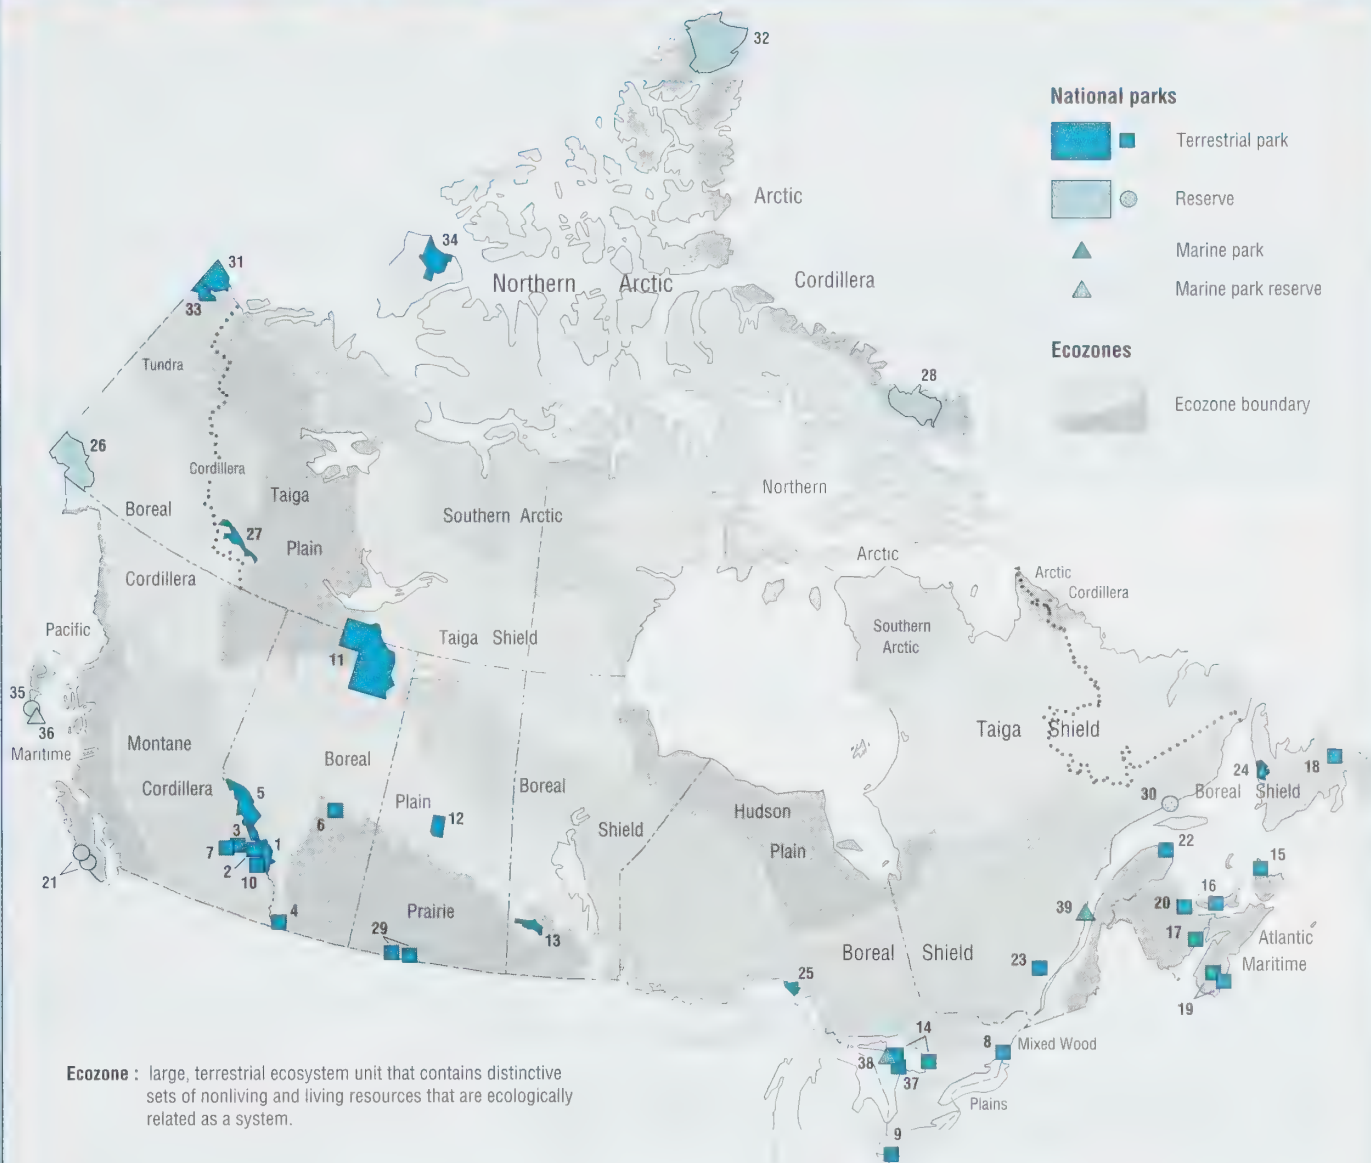 32
National parks
Terrestrial park
Reserve
Marine park
Marine park reserve
Ecozones
Ecozone boundary
Arctic
Cordillera
34
Northern Arctic
31
33
Tundra
28
26
Cordillera
Boreal
Taiga
27
Plain
Cordillera
Southern Arctic
Northern
Arctic
Arctic
Cordillera
Southern
Arctic
Pacific
11
Taiga Shield
35
36
Maritime
Montane
Cordillera
Boreal
Plain
Boreal
Shield
Hudson
Plain
Taiga Shield
5
6
12
3
7
1
2
10
21
4
Prairie
29
13
24
18
30
Boreal Shield
22
15
16
20
39
17
Atlantic
Maritime
19
Boreal Shield
23
25
14
8
Mixed Wood
38
37
Plains
9
Ecozone : large, terrestrial ecosystem unit that contains distinctive
sets of nonliving and living resources that are ecologically
related as a system.